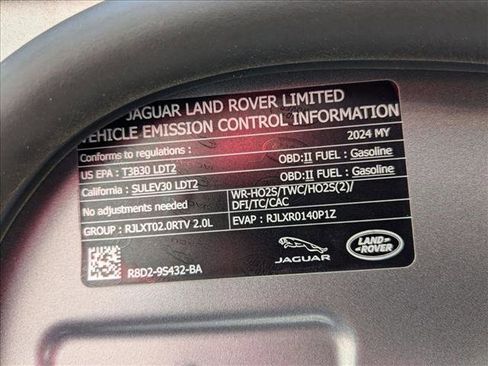 JAGUAR LAND ROVER LIMITED
VEHICLE EMISSION CONTROL INFORMATION
2024 MY
Conforms to regulations :
US EPA : T3B30 LDT2 OBD:II FUEL : Gasoline
California : SULEV30 LDT2 OBD:II FUEL : Gasoline
No adjustments needed
WR-HO2S/TWC/HO2S(2)/
DFI/TC/CAC
GROUP : RJLXT02.0RTV 2.0L EVAP : RJLXR0140P1Z
R8D2-9S432-BA
JAGUAR
LAND
ROVER